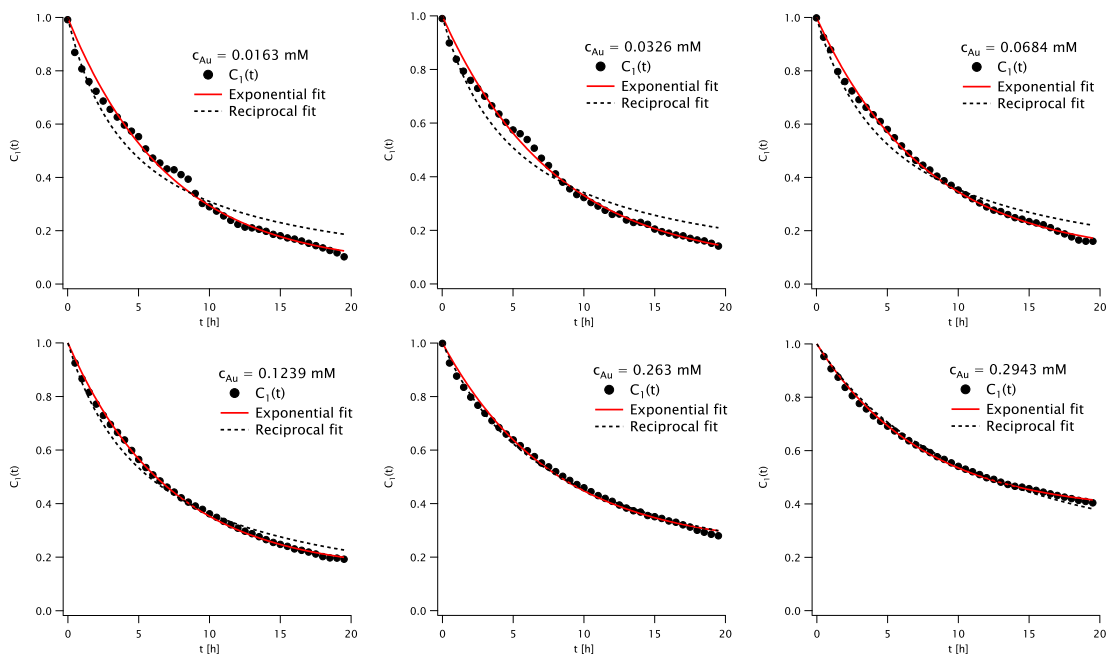 c_Au = 0.0163 mM
C₁(t)
Exponential fit
Reciprocal fit
1.0
0.8
0.6
0.4
0.2
0.0
C₁(t)
0 5 10 15 20
t [h]
c_Au = 0.0326 mM
C₁(t)
Exponential fit
Reciprocal fit
1.0
0.8
0.6
0.4
0.2
0.0
C₁(t)
0 5 10 15 20
t [h]
c_Au = 0.0684 mM
C₁(t)
Exponential fit
Reciprocal fit
1.0
0.8
0.6
0.4
0.2
0.0
C₁(t)
0 5 10 15 20
t [h]
c_Au = 0.1239 mM
C₁(t)
Exponential fit
Reciprocal fit
1.0
0.8
0.6
0.4
0.2
0.0
C₁(t)
0 5 10 15 20
t [h]
c_Au = 0.263 mM
C₁(t)
Exponential fit
Reciprocal fit
1.0
0.8
0.6
0.4
0.2
0.0
C₁(t)
0 5 10 15 20
t [h]
c_Au = 0.2943 mM
C₁(t)
Exponential fit
Reciprocal fit
1.0
0.8
0.6
0.4
0.2
0.0
C₁(t)
0 5 10 15 20
t [h]